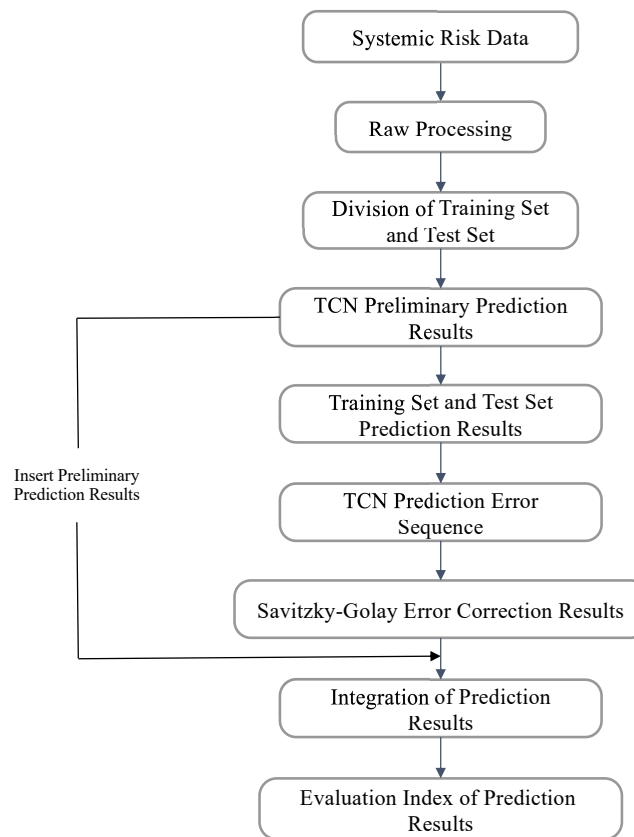 Systemic Risk Data
Raw Processing
Division of Training Set
and Test Set
TCN Preliminary Prediction
Results
Training Set and Test Set
Prediction Results
Insert Preliminary
Prediction Results
TCN Prediction Error
Sequence
Savitzky-Golay Error Correction Results
Integration of Prediction
Results
Evaluation Index of Prediction
Results